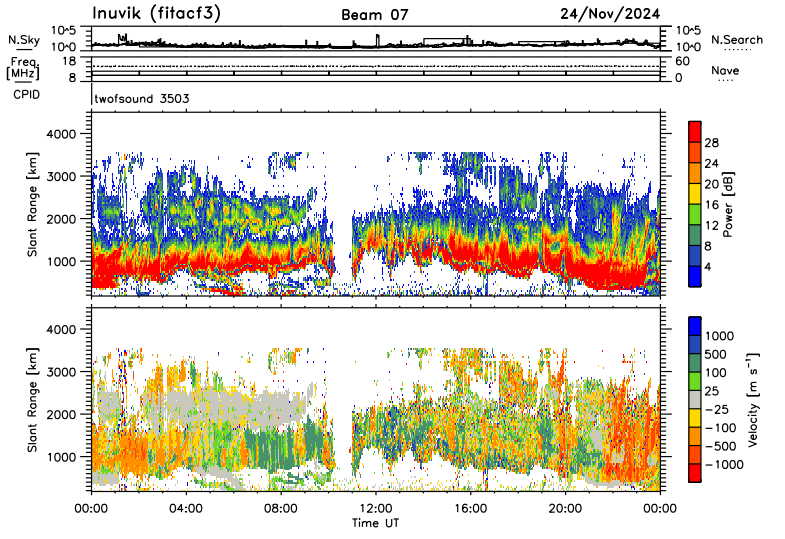 Inuvik (fitacf3) Beam 07 24/Nov/2024
N.Sky 10^5 10^0 10^5 10^0 N.Search
Freq. [MHz] 18 8 60 0 Nave
CPID twofsound 3503
Slant Range [km] 4000 3000 2000 1000
Power [dB] 28 24 20 16 12 8 4
Slant Range [km] 4000 3000 2000 1000
Velocity [m s⁻¹] 1000 500 100 25 −25 −100 −500 −1000
00:00 04:00 08:00 12:00 16:00 20:00 00:00
Time UT